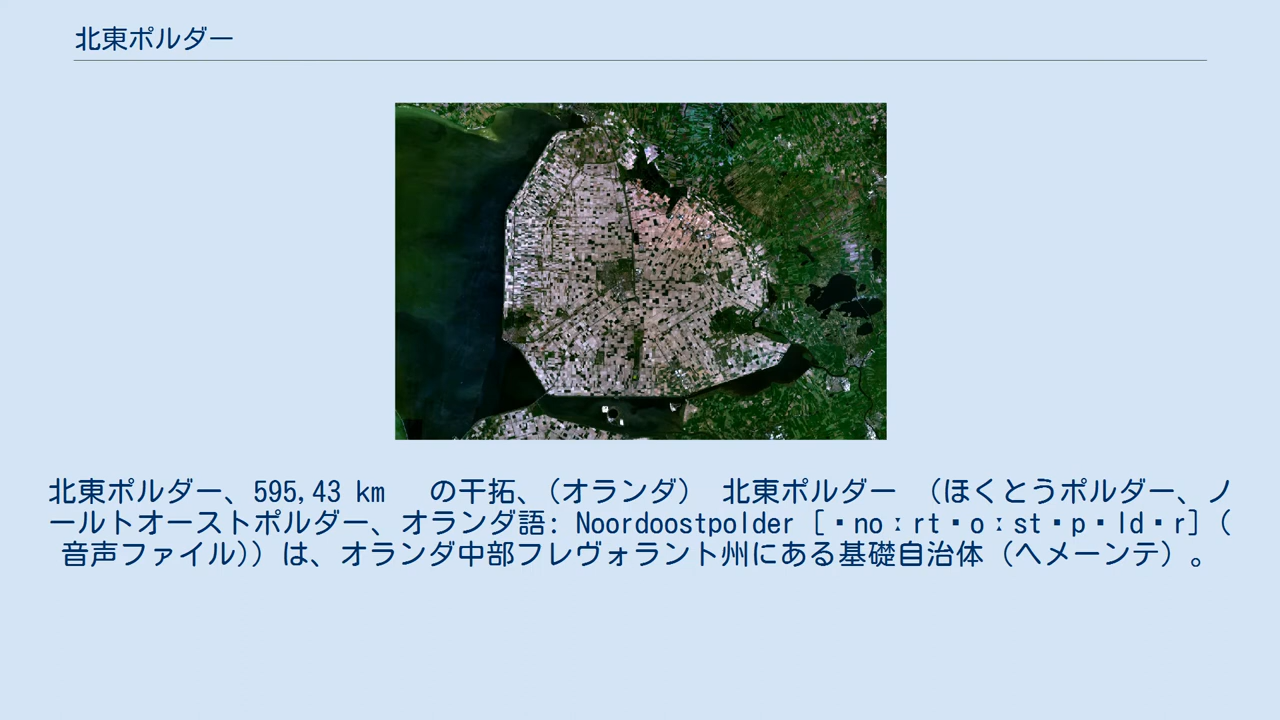 北東ポルダー
北東ポルダー、595,43 km　の干拓、（オランダ）　北東ポルダー　（ほくとうポルダー、ノ
ールトオーストポルダー、オランダ語: Noordoostpolder [・noːrt・oːst・p・ld・r]（
音声ファイル)）は、オランダ中部フレヴォラント州にある基礎自治体（ヘメーンテ）。